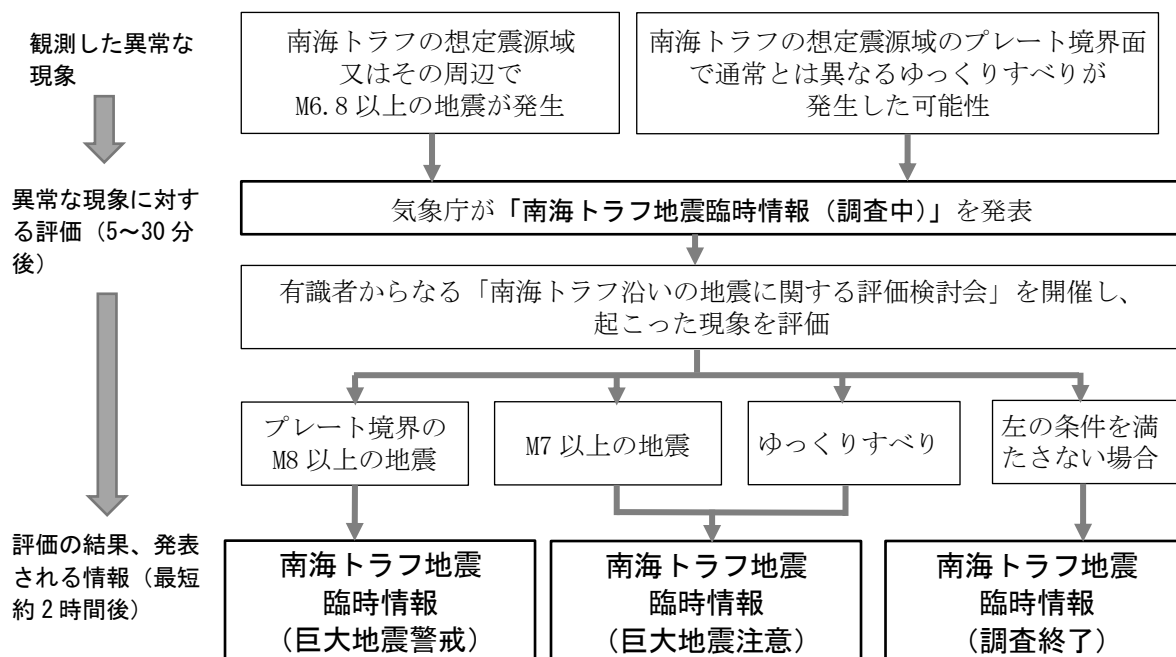 観測した異常な
現象
南海トラフの想定震源域
又はその周辺で
M6.8 以上の地震が発生
南海トラフの想定震源域のプレート境界面
で通常とは異なるゆっくりすべりが
発生した可能性
異常な現象に対す
る評価（5～30 分
後）
気象庁が「南海トラフ地震臨時情報（調査中）」を発表
有識者からなる「南海トラフ沿いの地震に関する評価検討会」を開催し、
起こった現象を評価
プレート境界の
M8 以上の地震
M7 以上の地震
ゆっくりすべり
左の条件を満
たさない場合
評価の結果、発表
される情報（最短
約 2 時間後）
南海トラフ地震
臨時情報
（巨大地震警戒）
南海トラフ地震
臨時情報
（巨大地震注意）
南海トラフ地震
臨時情報
（調査終了）